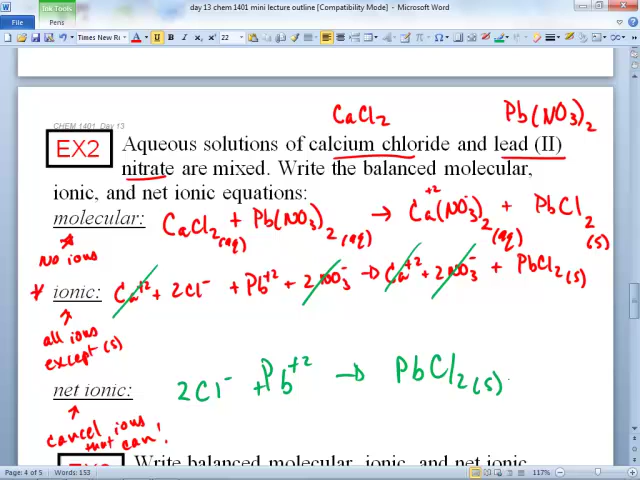 Ink Tools
day 13 chem 1401 mini lecture outline [Compatibility Mode] - Microsoft Word
File
Pens
Times New Ro
22
CHEM 1401 Day 13
CaCl2 Pb(NO3)2
EX2
Aqueous solutions of calcium chloride and lead (II)
nitrate are mixed. Write the balanced molecular,
ionic, and net ionic equations:
molecular: CaCl2(aq) + Pb(NO3)2(aq) → Ca+2(NO3-)2(aq) + PbCl2(s)
No ions
* ionic: Ca+2 + 2Cl- + Pb+2 + 2NO3- → Ca+2 + 2NO3- + PbCl2(s)
all ions
except (s)
net ionic: 2Cl- + Pb+2 → PbCl2(s)
cancel ions
that can!
Write balanced molecular, ionic, and net ionic
Page: 4 of 5 Words: 153 117%